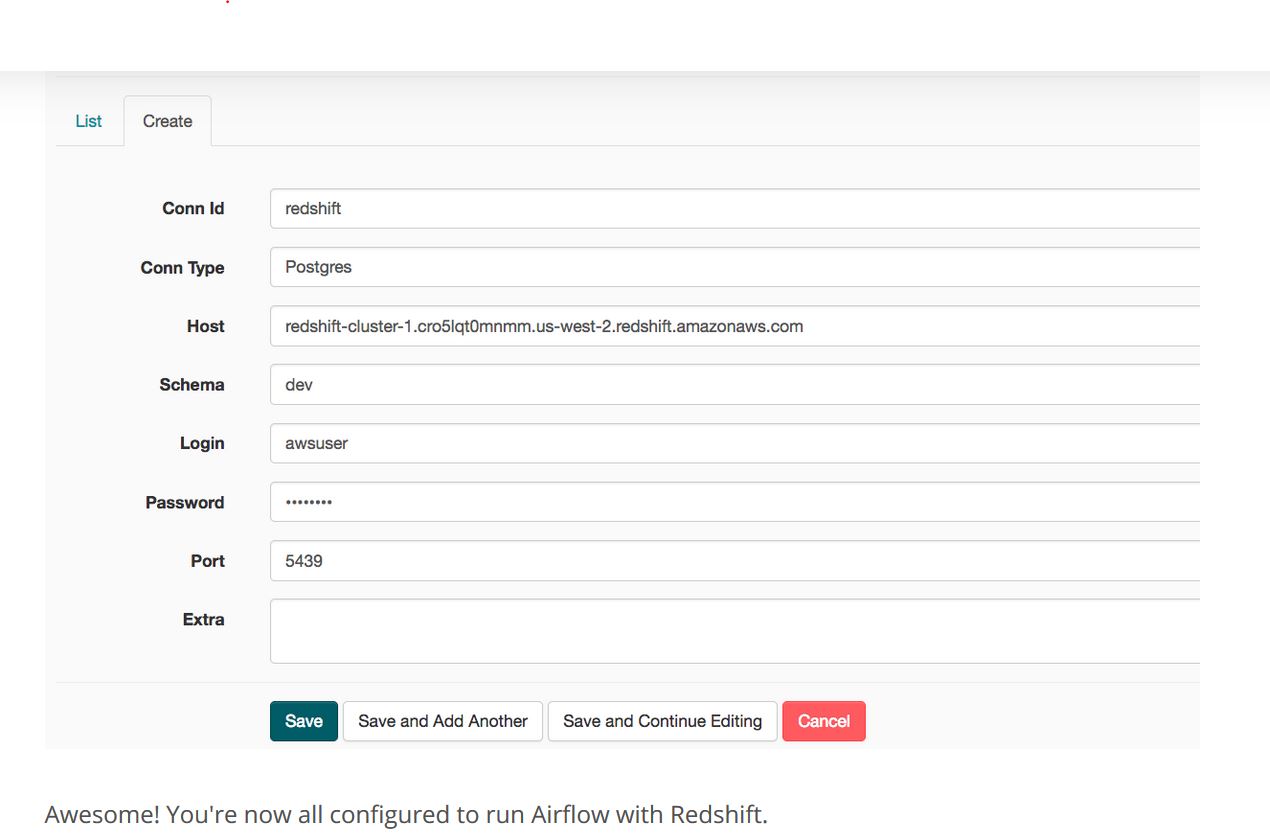 List Create
Conn Id redshift
Conn Type Postgres
Host redshift-cluster-1.cro5lqt0mnmm.us-west-2.redshift.amazonaws.com
Schema dev
Login awsuser
Password ••••••••
Port 5439
Extra
Save Save and Add Another Save and Continue Editing Cancel
Awesome! You're now all configured to run Airflow with Redshift.